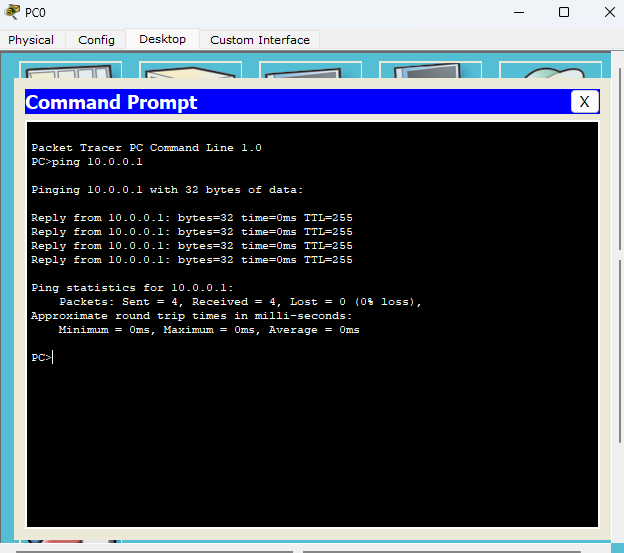 PC0
Physical Config Desktop Custom Interface
Command Prompt X
Packet Tracer PC Command Line 1.0
PC>ping 10.0.0.1
Pinging 10.0.0.1 with 32 bytes of data:
Reply from 10.0.0.1: bytes=32 time=0ms TTL=255
Reply from 10.0.0.1: bytes=32 time=0ms TTL=255
Reply from 10.0.0.1: bytes=32 time=0ms TTL=255
Reply from 10.0.0.1: bytes=32 time=0ms TTL=255
Ping statistics for 10.0.0.1:
    Packets: Sent = 4, Received = 4, Lost = 0 (0% loss),
Approximate round trip times in milli-seconds:
    Minimum = 0ms, Maximum = 0ms, Average = 0ms
PC>